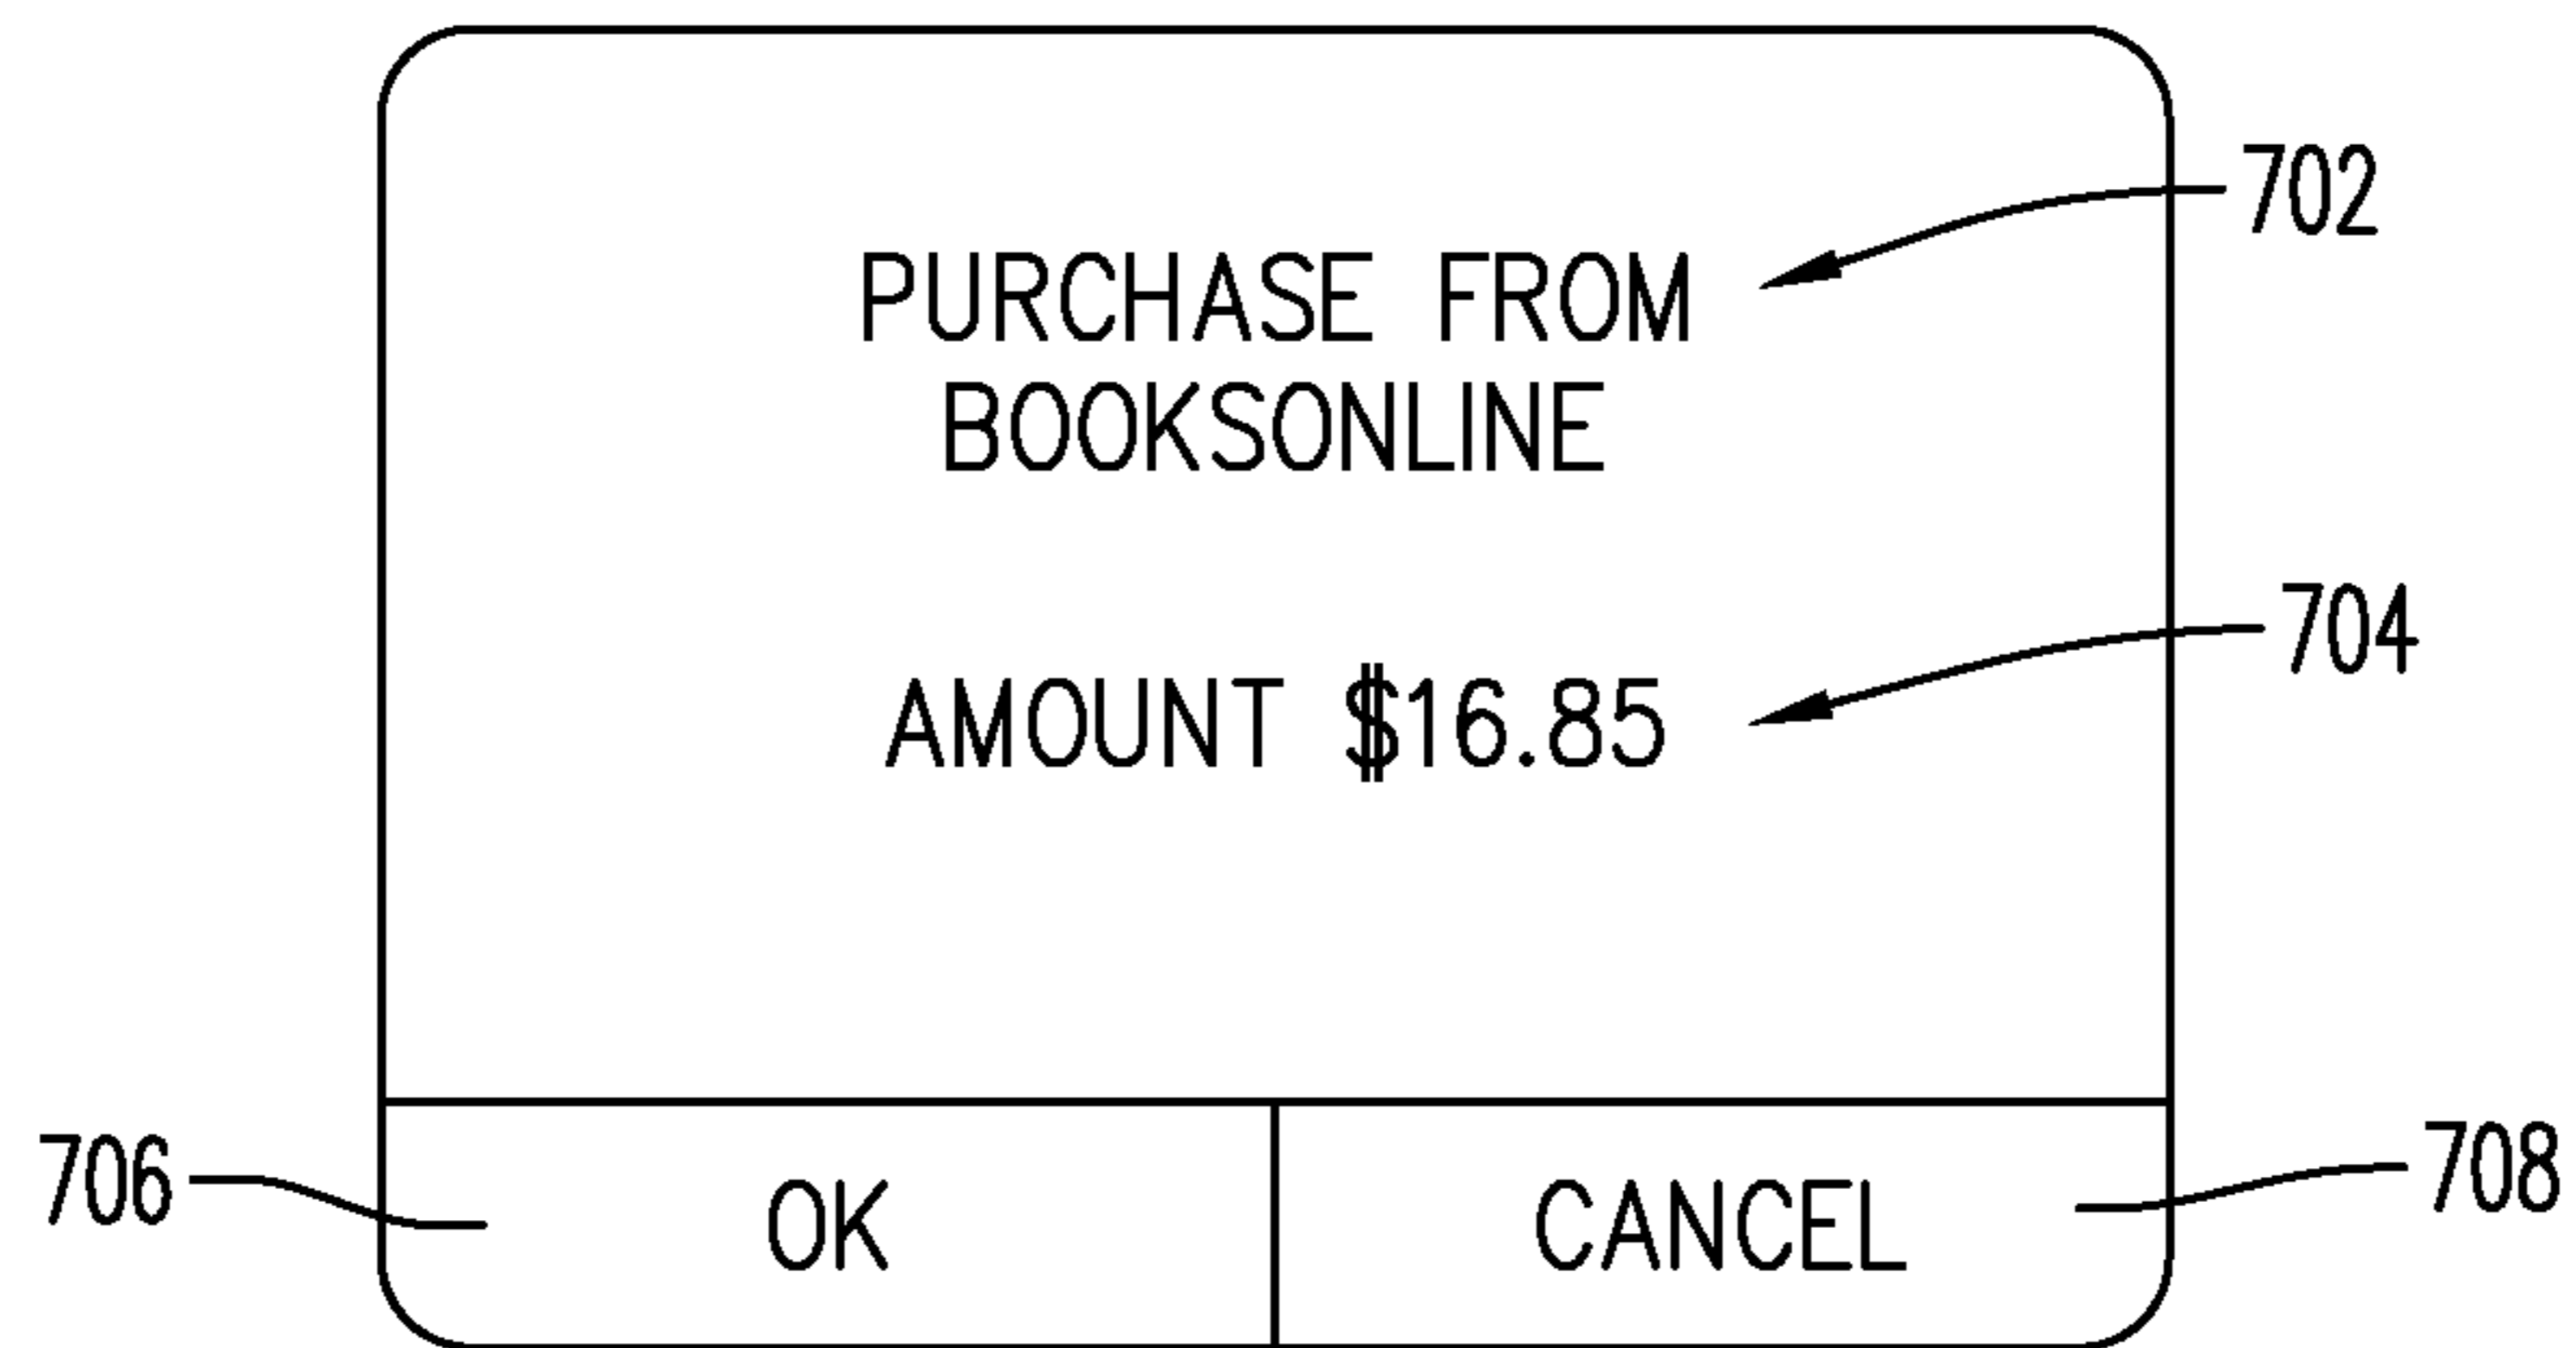 702
PURCHASE FROM
BOOKSONLINE
704
AMOUNT $16.85
706
OK
CANCEL
708